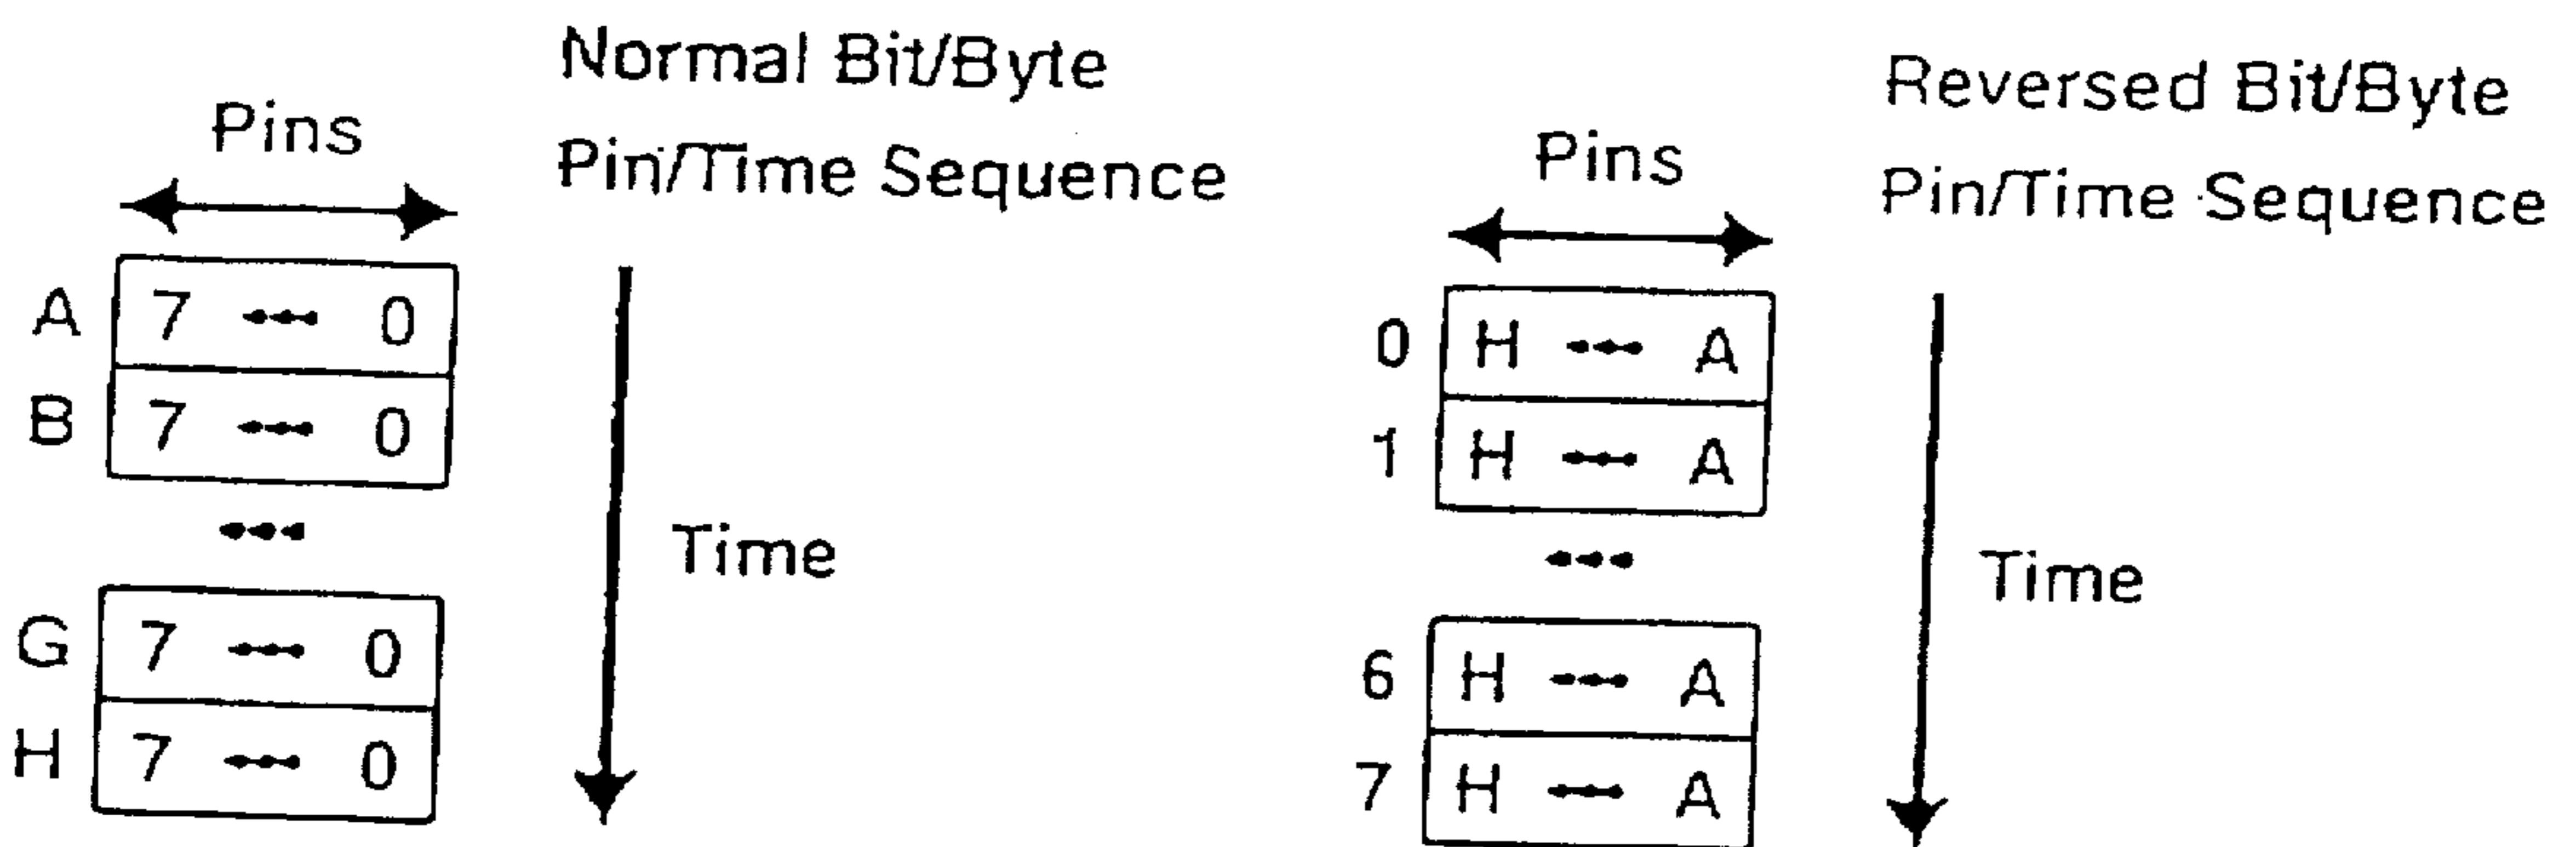 Normal Bit/Byte
Pin/Time Sequence
Pins
A 7 ••• 0
B 7 ••• 0
•••
G 7 ••• 0
H 7 ••• 0
Time
Reversed Bit/Byte
Pin/Time Sequence
Pins
0 H ••• A
1 H ••• A
•••
6 H ••• A
7 H ••• A
Time